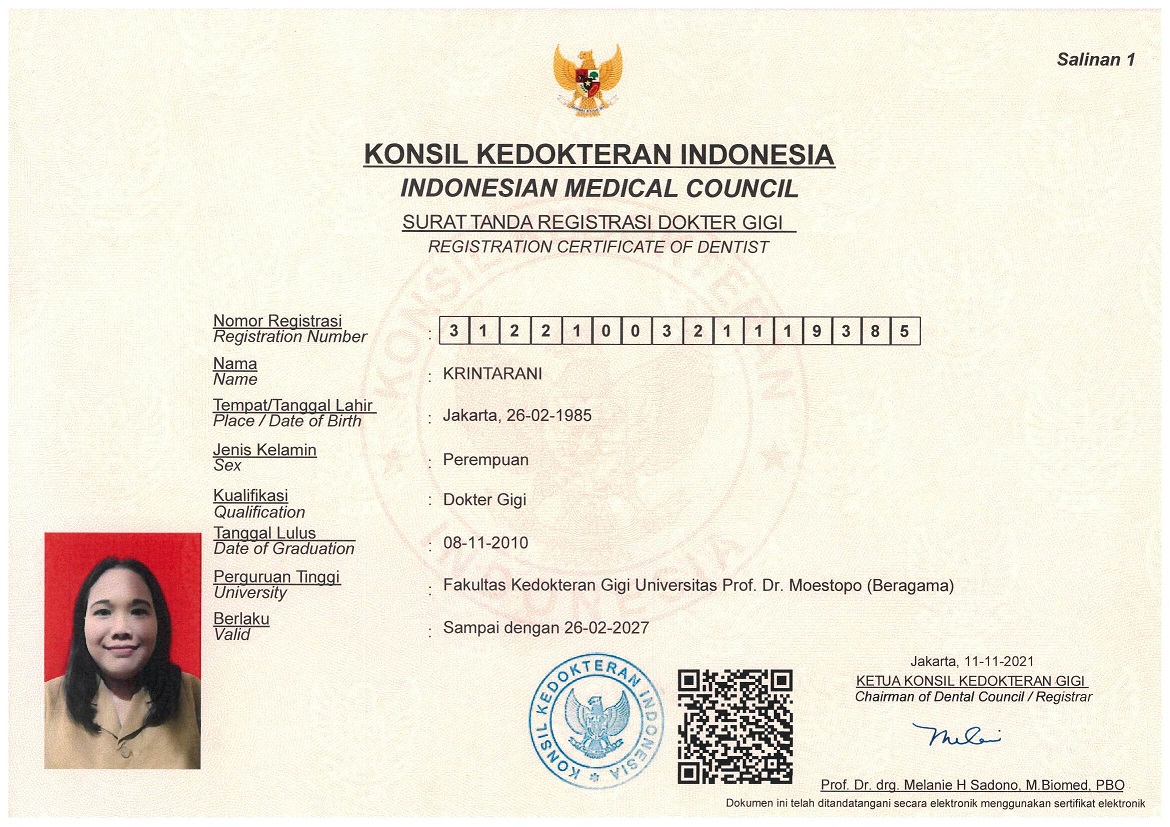 Salinan 1
KONSIL KEDOKTERAN INDONESIA
INDONESIAN MEDICAL COUNCIL
SURAT TANDA REGISTRASI DOKTER GIGI
REGISTRATION CERTIFICATE OF DENTIST
Nomor Registrasi
Registration Number : 3 1 2 2 1 0 0 3 2 1 1 1 9 3 8 5
Nama
Name : KRINTARANI
Tempat/Tanggal Lahir
Place / Date of Birth : Jakarta, 26-02-1985
Jenis Kelamin
Sex : Perempuan
Kualifikasi : Dokter Gigi
Qualification
Tanggal Lulus
Date of Graduation : 08-11-2010
Perguruan Tinggi
University : Fakultas Kedokteran Gigi Universitas Prof. Dr. Moestopo (Beragama)
Berlaku
Valid : Sampai dengan 26-02-2027
KONSIL KEDOKTERAN INDONESIA
KONSIL KEDOKTERAN INDONESIA
Jakarta, 11-11-2021
KETUA KONSIL KEDOKTERAN GIGI
Chairman of Dental Council / Registrar
Prof. Dr. drg. Melanie H Sadono, M.Biomed, PBO
Dokumen ini telah ditandatangani secara elektronik menggunakan sertifikat elektronik